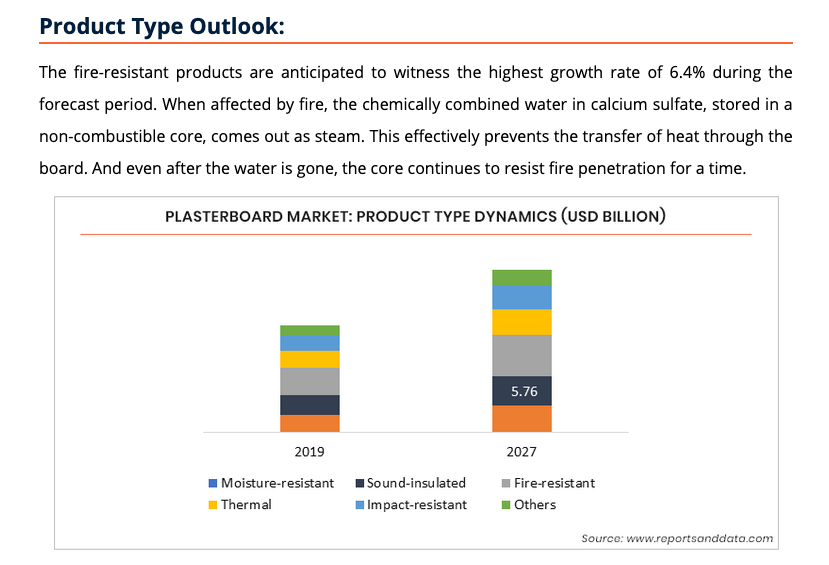 Product Type Outlook:
The fire-resistant products are anticipated to witness the highest growth rate of 6.4% during the
forecast period. When affected by fire, the chemically combined water in calcium sulfate, stored in a
non-combustible core, comes out as steam. This effectively prevents the transfer of heat through the
board. And even after the water is gone, the core continues to resist fire penetration for a time.
PLASTERBOARD MARKET: PRODUCT TYPE DYNAMICS (USD BILLION)
5.76
2019 2027
Moisture-resistant Sound-insulated Fire-resistant
Thermal Impact-resistant Others
Source: www.reportsanddata.com